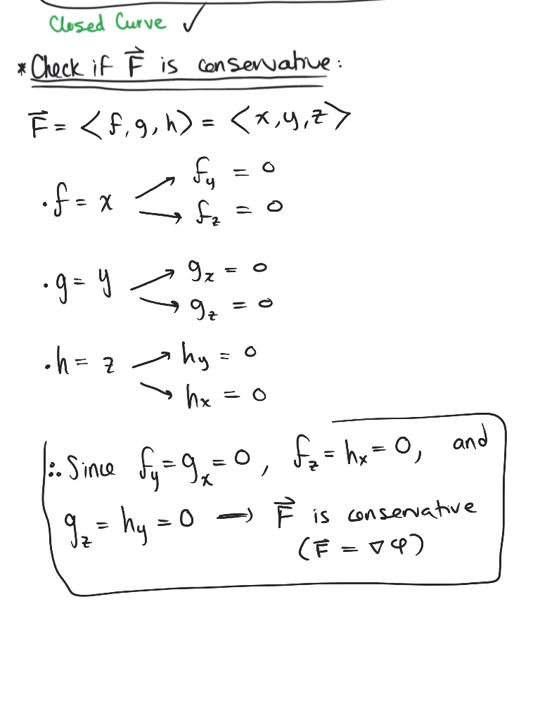 Closed Curve ✓
* Check if F⃗ is conservative:
F⃗ = <f, g, h> = <x, y, z>
f_y = 0
• f = x
f_z = 0
• g = y
g_x = 0
g_z = 0
• h = z
h_y = 0
h_x = 0
∴ Since f_y = g_x = 0, f_z = h_x = 0, and
g_z = h_y = 0 → F⃗ is conservative
(F⃗ = ∇φ)